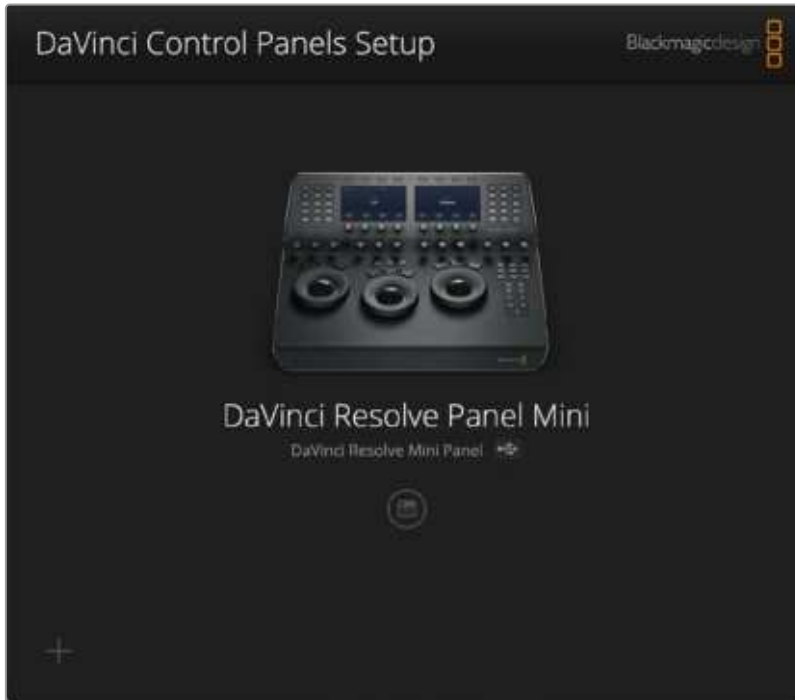 DaVinci Control Panels Setup
Blackmagicdesign
DaVinci Resolve Panel Mini
DaVinci Resolve Mini Panel